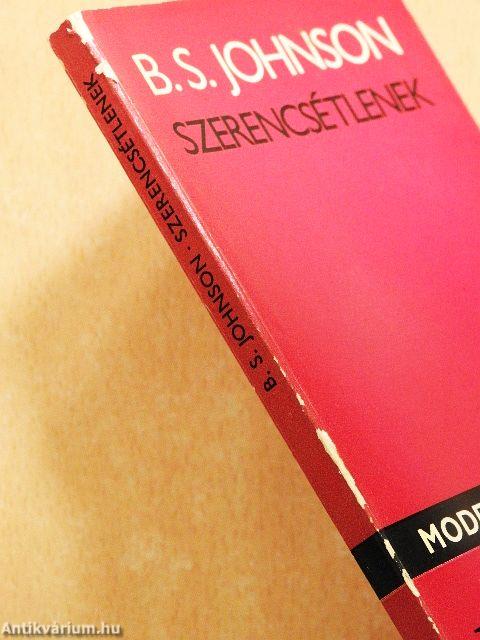 B. S. JOHNSON
SZERENCSÉTLENEK
B. S. JOHNSON · SZERENCSÉTLENEK
MODE
Antikvárium.hu